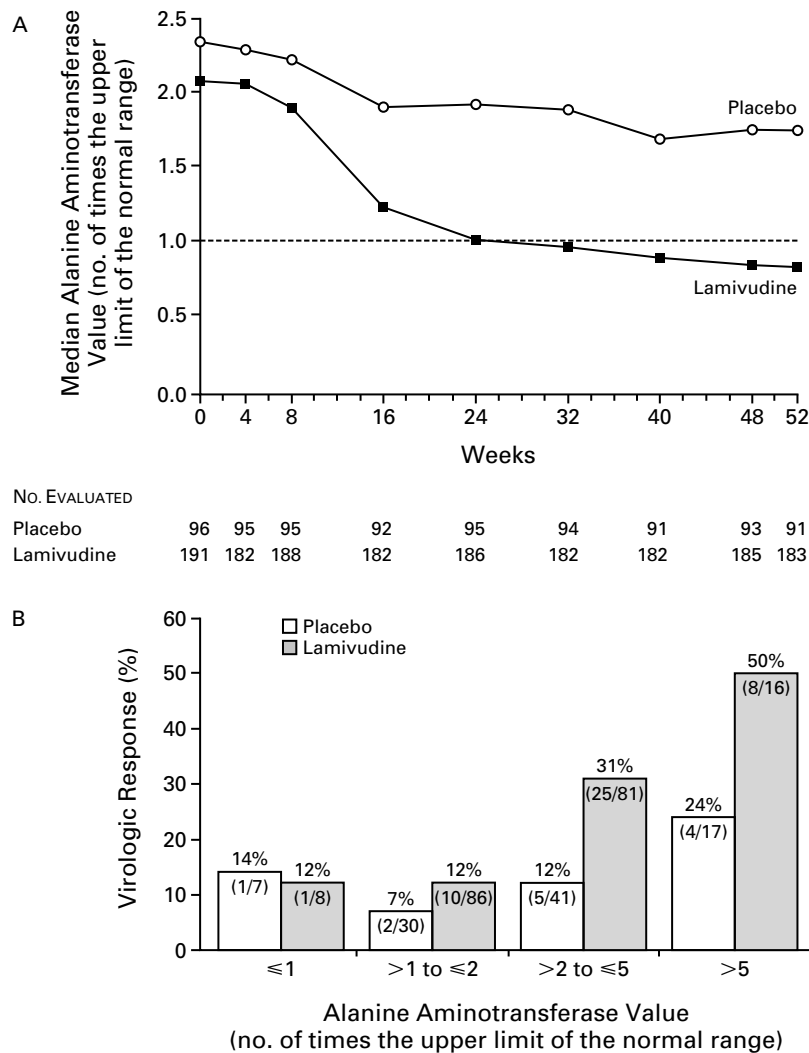 A
Median Alanine Aminotransferase
Value (no. of times the upper
limit of the normal range)
2.5
2.0
1.5
1.0
0.5
0.0
Placebo
Lamivudine
0 4 8 16 24 32 40 48 52
Weeks
NO. EVALUATED
Placebo 96 95 95 92 95 94 91 93 91
Lamivudine 191 182 188 182 186 182 182 185 183
B
Virologic Response (%)
60
50
40
30
20
10
0
Placebo
Lamivudine
14%
(1/7)
12%
(1/8)
7%
(2/30)
12%
(10/86)
12%
(5/41)
31%
(25/81)
24%
(4/17)
50%
(8/16)
⩽1 >1 to ⩽2 >2 to ⩽5 >5
Alanine Aminotransferase Value
(no. of times the upper limit of the normal range)